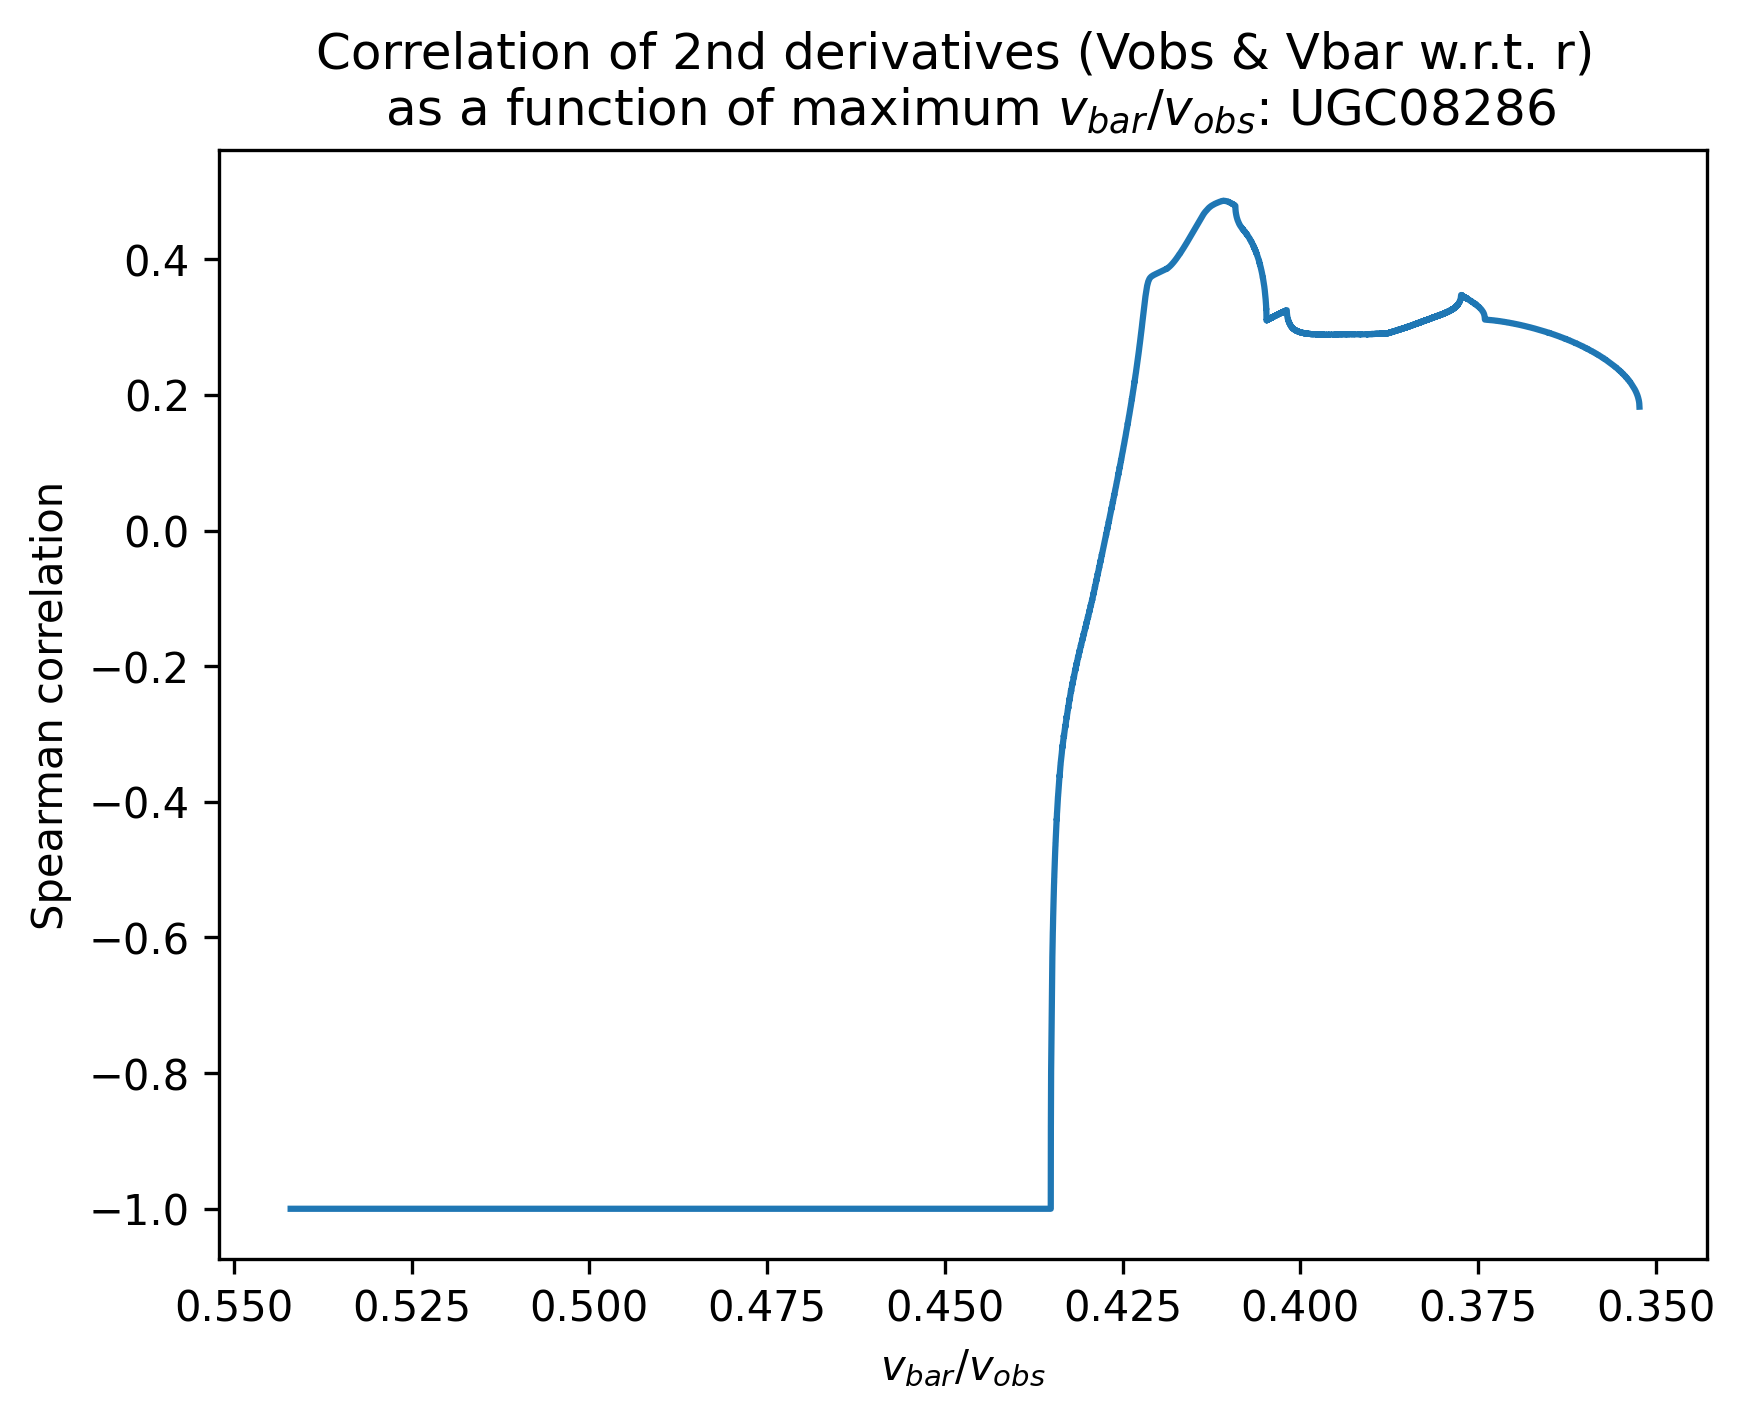 Correlation of 2nd derivatives (Vobs & Vbar w.r.t. r)
as a function of maximum v_bar/v_obs: UGC08286
0.4
0.2
0.0
−0.2
−0.4
−0.6
−0.8
−1.0
Spearman correlation
0.550 0.525 0.500 0.475 0.450 0.425 0.400 0.375 0.350
v_bar/v_obs